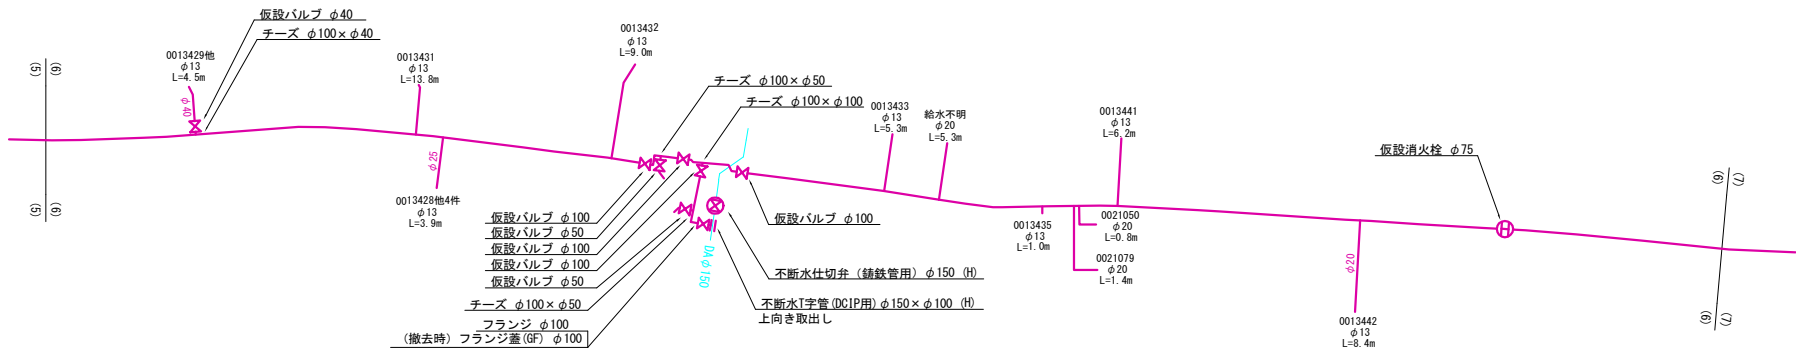 仮設バルブ φ40
チーズ φ100×φ40
0013429他
φ13
L=4.5m
φ40
(5)
(6)
(5)
(6)
0013431
φ13
L=13.8m
φ25
0013428他4件
φ13
L=3.9m
0013432
φ13
L=9.0m
チーズ φ100×φ50
チーズ φ100×φ100
0013433
φ13
L=5.3m
給水不明
φ20
L=5.3m
0013441
φ13
L=6.2m
仮設消火栓 φ75
(7)
(6)
仮設バルブ φ100
仮設バルブ φ50
仮設バルブ φ100
仮設バルブ φ100
仮設バルブ φ50
チーズ φ100×φ50
フランジ φ100
(撤去時) フランジ蓋(GF) φ100
DAφ150
仮設バルブ φ100
不断水仕切弁 (鋳鉄管用) φ150 (H)
不断水T字管(DCIP用)φ150×φ100 (H)
上向き取出し
0013435
φ13
L=1.0m
0021050
φ20
L=0.8m
0021079
φ20
L=1.4m
φ20
0013442
φ13
L=8.4m
(7)
(6)